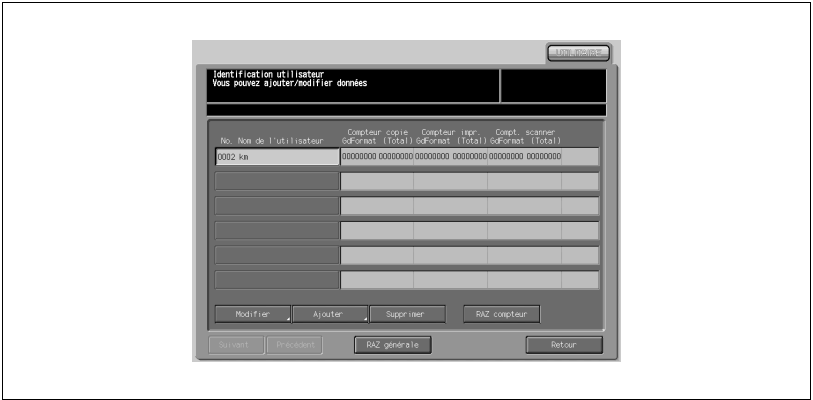 UTILITAIRE
Identification utilisateur
Vous pouvez ajouter/modifier données
Compteur copie Compteur impr. Compt. scanner
No. Nom de l'utilisateur GdFormat (Total) GdFormat (Total) GdFormat (Total)
0002 km 00000000 00000000 00000000 00000000 00000000 00000000
Modifier Ajouter Supprimer RAZ compteur
Suivant Précédent RAZ générale Retour